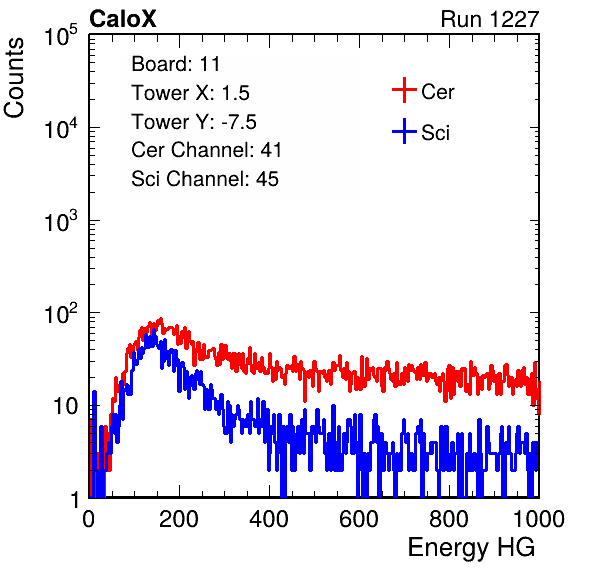 CaloX Run 1227
Counts
10^5
10^4
10^3
10^2
10
1
Board: 11
Tower X: 1.5
Tower Y: -7.5
Cer Channel: 41
Sci Channel: 45
Cer
Sci
0 200 400 600 800 1000
Energy HG